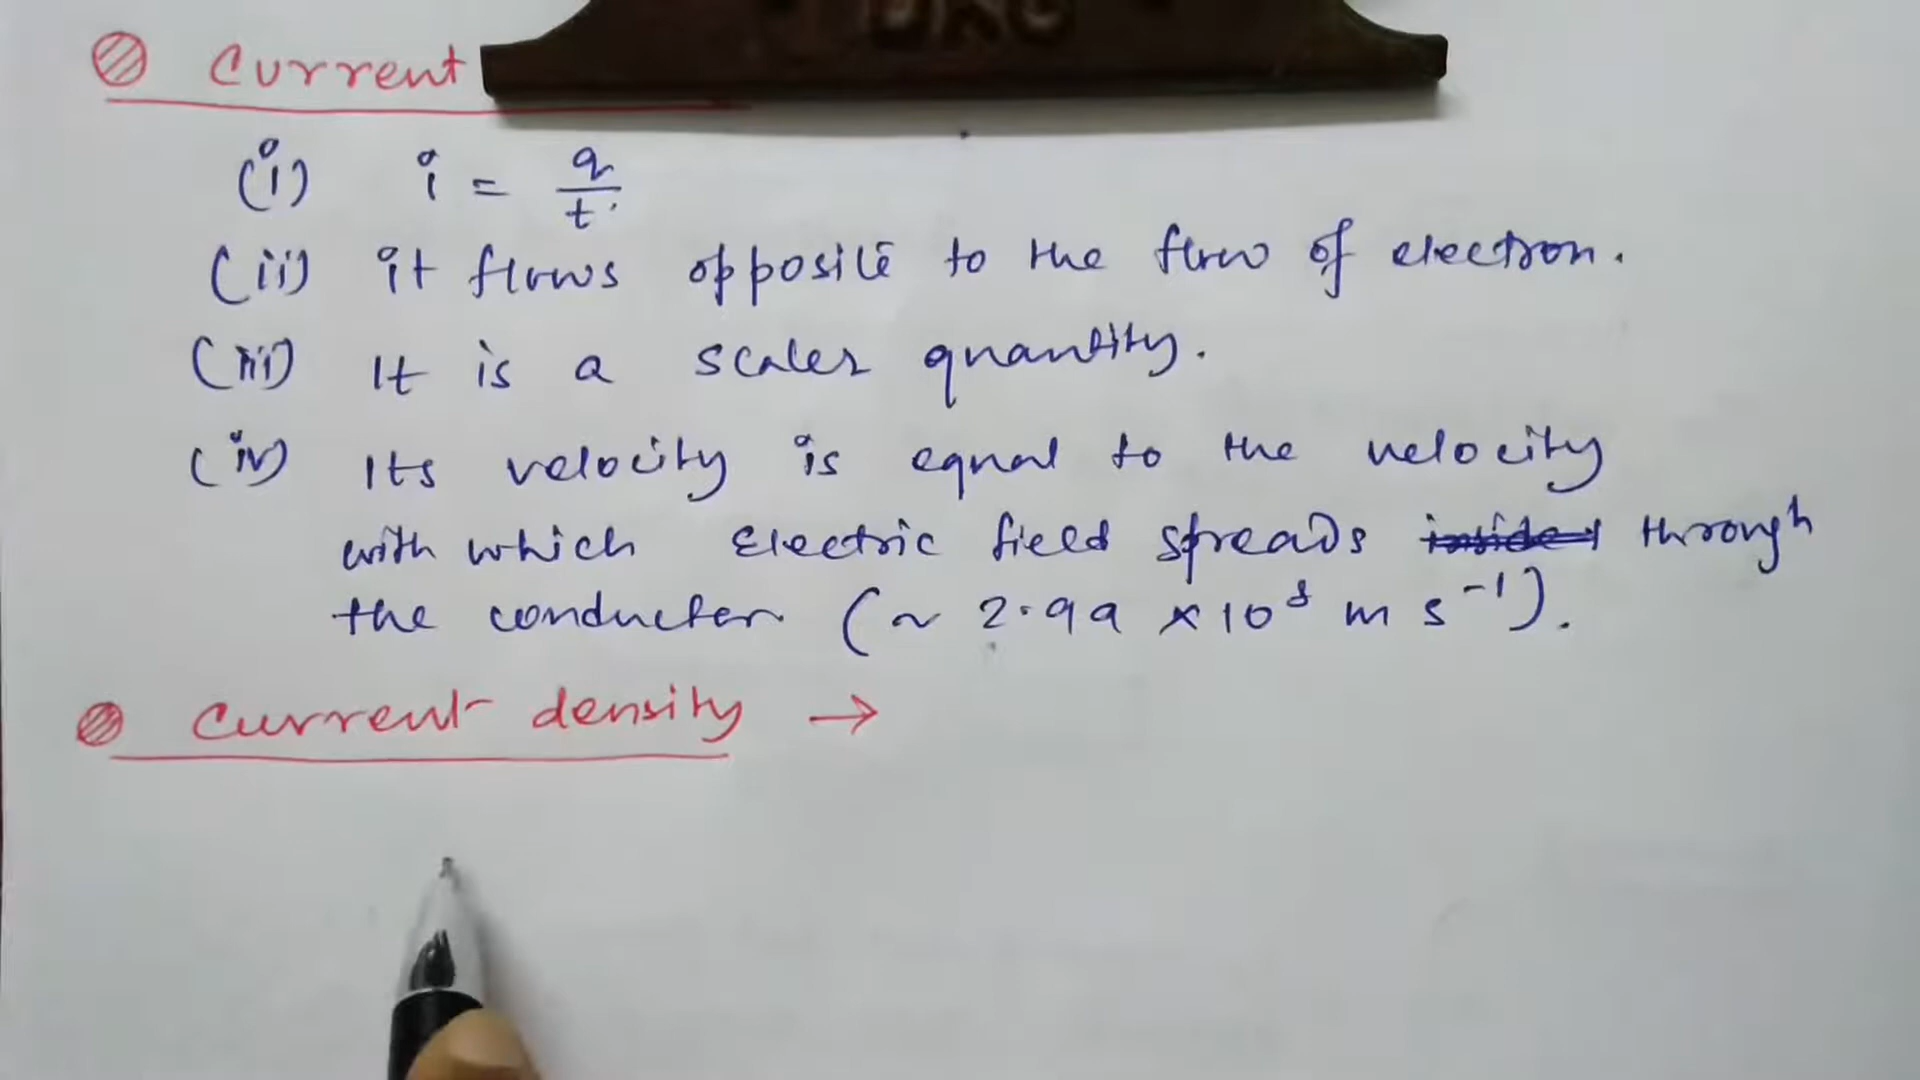 Current
(i) i = q/t
(ii) it flows opposite to the flow of electron.
(iii) It is a scaler quantity.
(iv) Its velocity is equal to the velocity
with which Electric field spreads through
the conductor (~ 2.99 × 10⁸ m s⁻¹).
Current density →